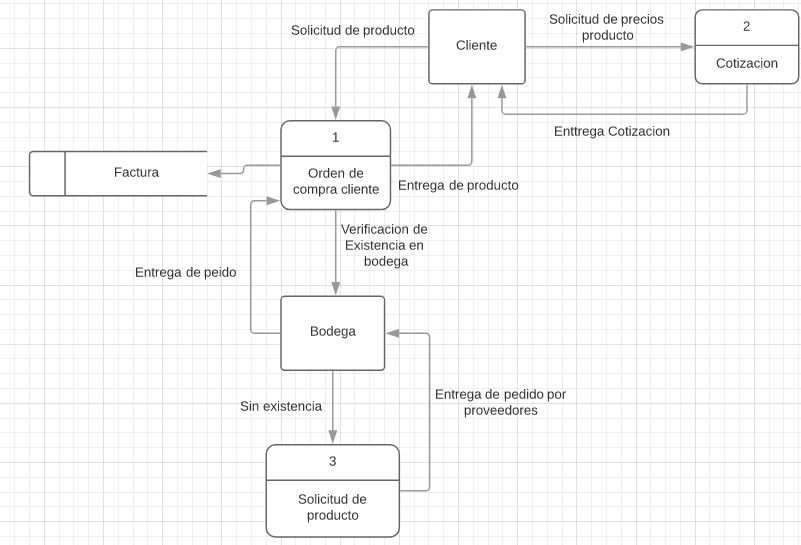 Solicitud de producto
Cliente
Solicitud de precios
producto
2
Cotizacion
Enttrega Cotizacion
1
Orden de
compra cliente
Factura
Entrega de producto
Verificacion de
Existencia en
bodega
Entrega de peido
Bodega
Sin existencia
Entrega de pedido por
proveedores
3
Solicitud de
producto